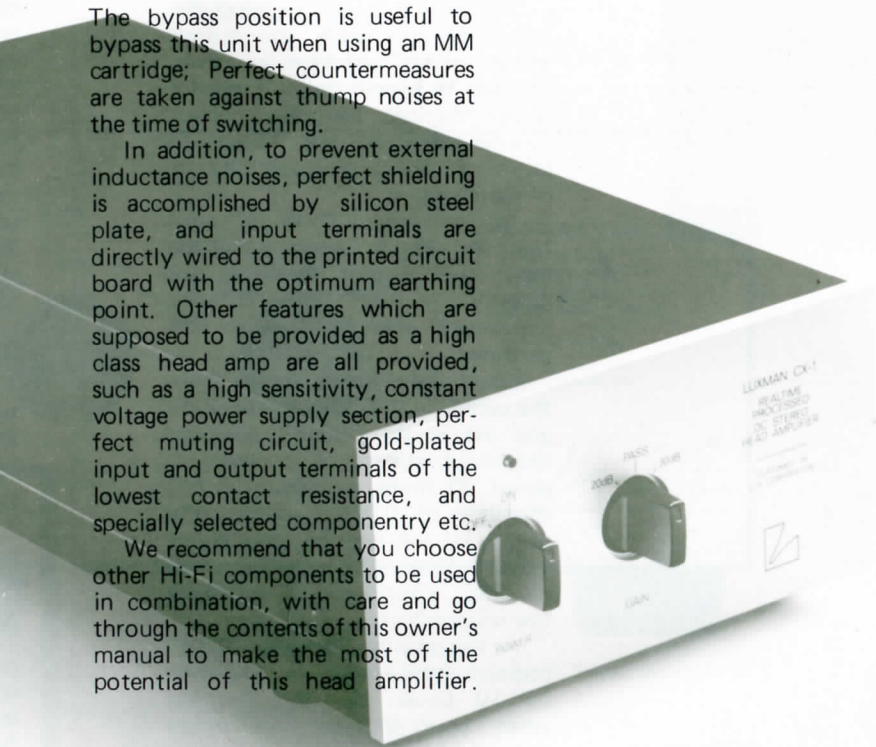 The bypass position is useful to
bypass this unit when using an MM
cartridge; Perfect countermeasures
are taken against thump noises at
the time of switching.
In addition, to prevent external
inductance noises, perfect shielding
is accomplished by silicon steel
plate, and input terminals are
directly wired to the printed circuit
board with the optimum earthing
point. Other features which are
supposed to be provided as a high
class head amp are all provided,
such as a high sensitivity, constant
voltage power supply section, per-
fect muting circuit, gold-plated
input and output terminals of the
lowest contact resistance, and
specially selected componentry etc.
We recommend that you choose
other Hi-Fi components to be used
in combination, with care and go
through the contents of this owner's
manual to make the most of the
potential of this head amplifier.
LUXMAN CX-1
REALTIME
PROCESSED
DC STEREO
HEAD AMPLIFIER
PASS
20dB 30dB
ON
GAIN
POWER